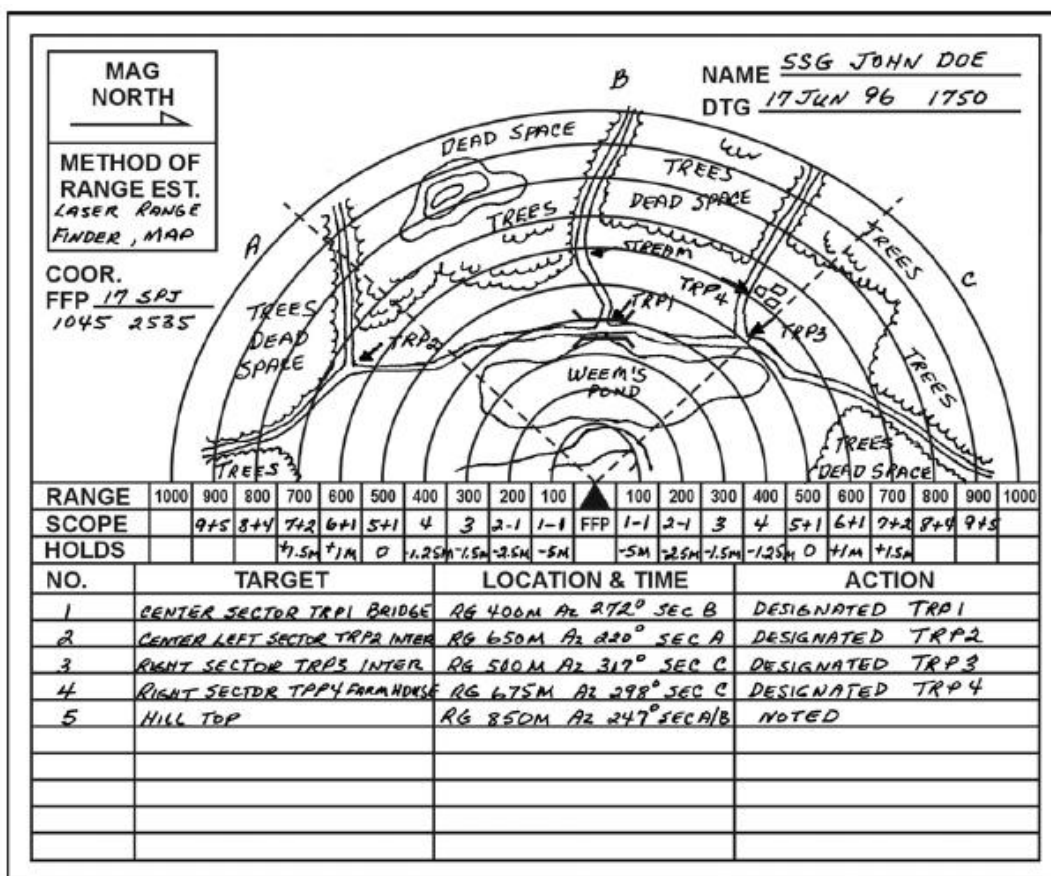 MAG
NORTH
METHOD OF
RANGE EST.
LASER RANGE
FINDER, MAP
COOR.
FFP 17 SPJ
1045 2535
NAME SSG JOHN DOE
DTG 17 JUN 96 1750
B
DEAD SPACE
TREES
DEAD SPACE
TREES
A
STREAM
TREES
C
TRP4
TRP1
TREES
DEAD
SPACE
TRP2
TRP3
WEEM'S
POND
TREES
TREES
TREES
DEAD SPACE
RANGE 1000 900 800 700 600 500 400 300 200 100 100 200 300 400 500 600 700 800 900 1000
SCOPE 9+5 8+4 7+2 6+1 5+1 4 3 2-1 1-1 FFP 1-1 2-1 3 4 5+1 6+1 7+2 8+4 9+5
HOLDS +1.5M +1M 0 -1.25M -1.5M -2.5M -5M -5M -2.5M -1.5M -1.25M 0 +1M +1.5M
NO. TARGET LOCATION & TIME ACTION
1 CENTER SECTOR TRP1 BRIDGE RG 400M AZ 272° SEC B DESIGNATED TRP1
2 CENTER LEFT SECTOR TRP2 INTER RG 650M AZ 220° SEC A DESIGNATED TRP2
3 RIGHT SECTOR TRP3 INTER RG 500M AZ 317° SEC C DESIGNATED TRP3
4 RIGHT SECTOR TPP4 FARMHOUSE RG 675M AZ 298° SEC C DESIGNATED TRP4
5 HILL TOP RG 850M AZ 247° SEC A/B NOTED